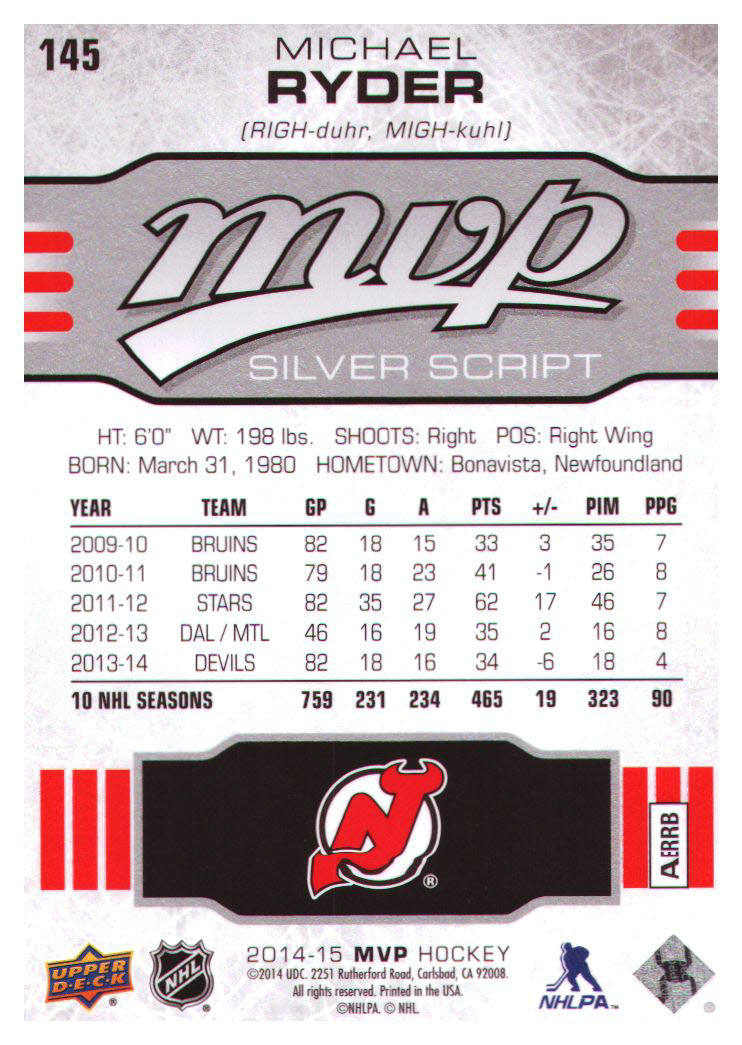 145
MICHAEL
RYDER
(RIGH-duhr, MIGH-kuhl)
mvp
SILVER SCRIPT
HT: 6'0" WT: 198 lbs. SHOOTS: Right POS: Right Wing
BORN: March 31, 1980 HOMETOWN: Bonavista, Newfoundland
YEAR TEAM GP G A PTS +/- PIM PPG
2009-10 BRUINS 82 18 15 33 3 35 7
2010-11 BRUINS 79 18 23 41 -1 26 8
2011-12 STARS 82 35 27 62 17 46 7
2012-13 DAL / MTL 46 16 19 35 2 16 8
2013-14 DEVILS 82 18 16 34 -6 18 4
10 NHL SEASONS 759 231 234 465 19 323 90
NJ ®
AERRB
UPPER
D·E·C·K ®
NHL ®
2014-15 MVP HOCKEY
©2014 UDC. 2251 Rutherford Road, Carlsbad, CA 92008.
All rights reserved. Printed in the USA.
©NHLPA. © NHL.
NHLPA™
®